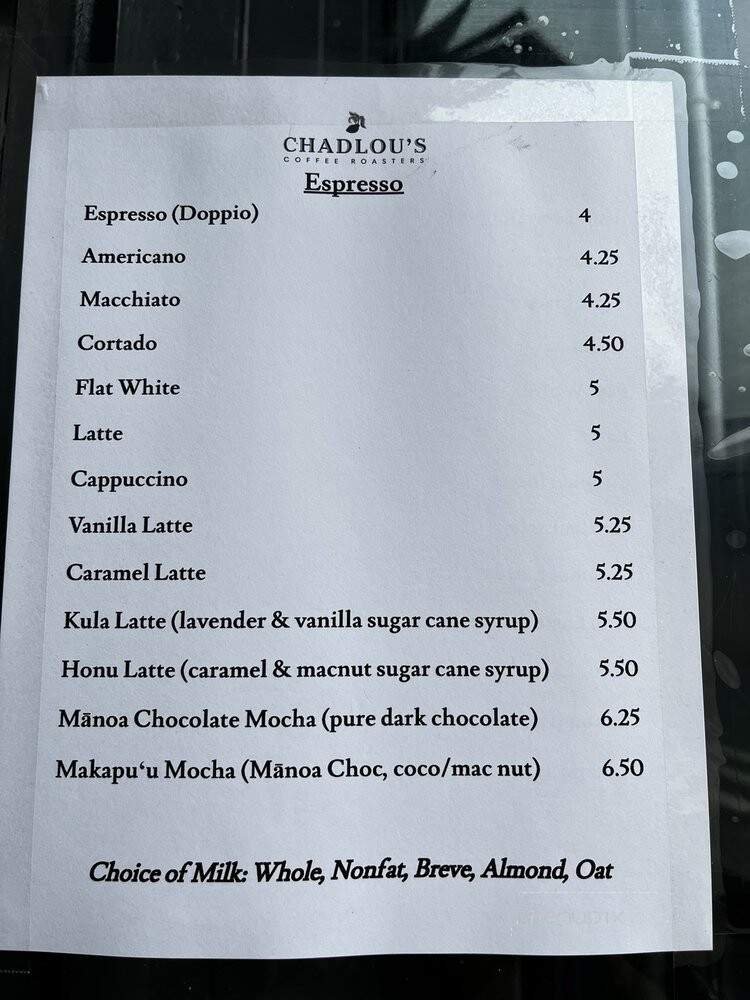 CHADLOU'S
COFFEE ROASTERS
Espresso
Espresso (Doppio) 4
Americano 4.25
Macchiato 4.25
Cortado 4.50
Flat White 5
Latte 5
Cappuccino 5
Vanilla Latte 5.25
Caramel Latte 5.25
Kula Latte (lavender & vanilla sugar cane syrup) 5.50
Honu Latte (caramel & macnut sugar cane syrup) 5.50
Mānoa Chocolate Mocha (pure dark chocolate) 6.25
Makapuʻu Mocha (Mānoa Choc, coco/mac nut) 6.50
Choice of Milk: Whole, Nonfat, Breve, Almond, Oat